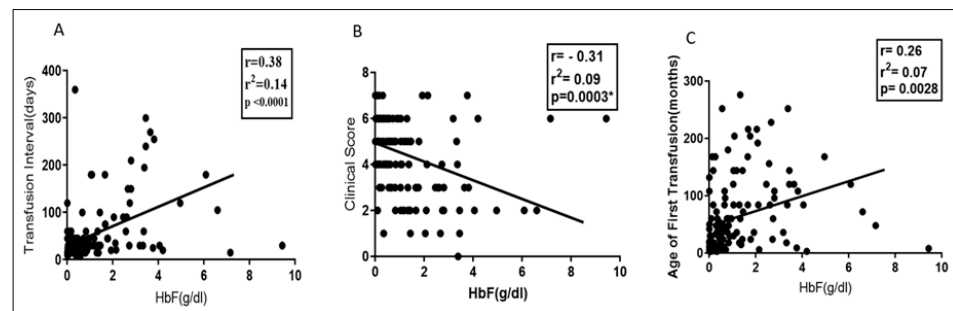 A
r=0.38
r²=0.14
p <0.0001
Transfusion Interval(days)
400
300
200
100
0
0 2 4 6 8 10
HbF(g/dl)
B
r= - 0.31
r²= 0.09
p=0.0003*
Clinical Score
8
6
4
2
0
0 2 4 6 8 10
HbF(g/dl)
C
r= 0.26
r²= 0.07
p= 0.0028
Age of First Transfusion(months)
300
200
100
0
0 2 4 6 8 10
HbF(g/dl)